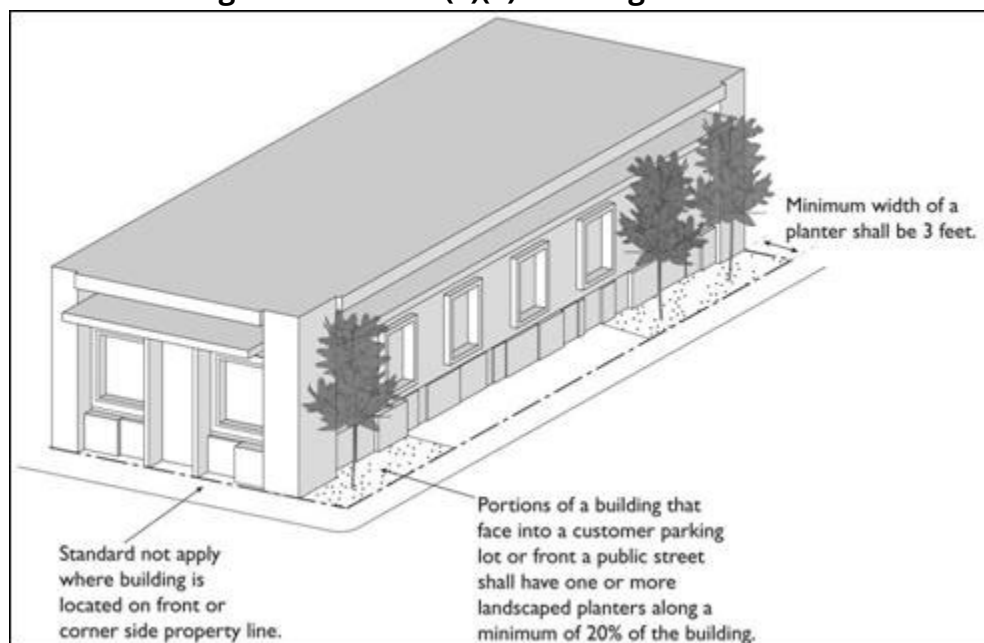 Minimum width of a
planter shall be 3 feet.
Portions of a building that
face into a customer parking
lot or front a public street
shall have one or more
landscaped planters along a
minimum of 20% of the building.
Standard not apply
where building is
located on front or
corner side property line.